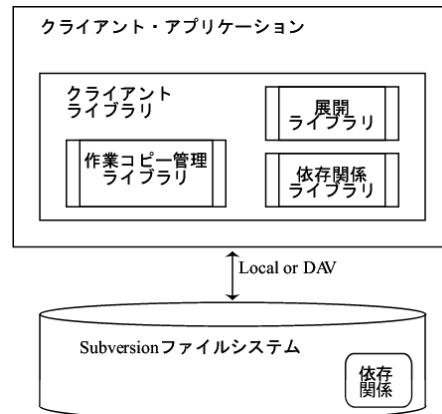 クライアント・アプリケーション
クライアント
ライブラリ
展開
ライブラリ
作業コピー管理
ライブラリ
依存関係
ライブラリ
Local or DAV
Subversionファイルシステム
依存
関係